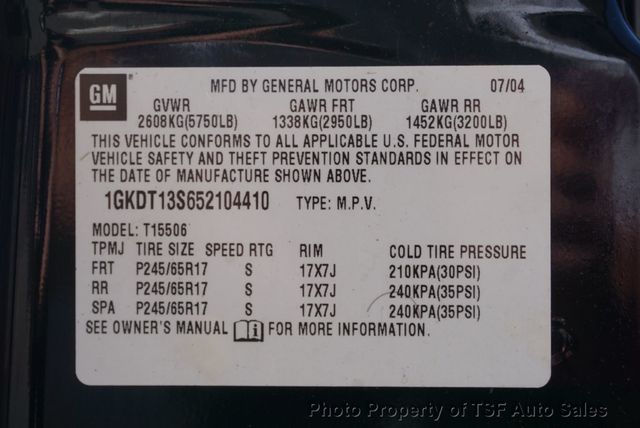 GM MFD BY GENERAL MOTORS CORP. 07/04
GVWR GAWR FRT GAWR RR
2608KG(5750LB) 1338KG(2950LB) 1452KG(3200LB)
THIS VEHICLE CONFORMS TO ALL APPLICABLE U.S. FEDERAL MOTOR
VEHICLE SAFETY AND THEFT PREVENTION STANDARDS IN EFFECT ON
THE DATE OF MANUFACTURE SHOWN ABOVE.
1GKDT13S652104410 TYPE: M.P.V.
MODEL: T15506
TPMJ TIRE SIZE SPEED RTG RIM COLD TIRE PRESSURE
FRT P245/65R17 S 17X7J 210KPA(30PSI)
RR P245/65R17 S 17X7J 240KPA(35PSI)
SPA P245/65R17 S 17X7J 240KPA(35PSI)
SEE OWNER'S MANUAL FOR MORE INFORMATION.
Photo Property of TSF Auto Sales